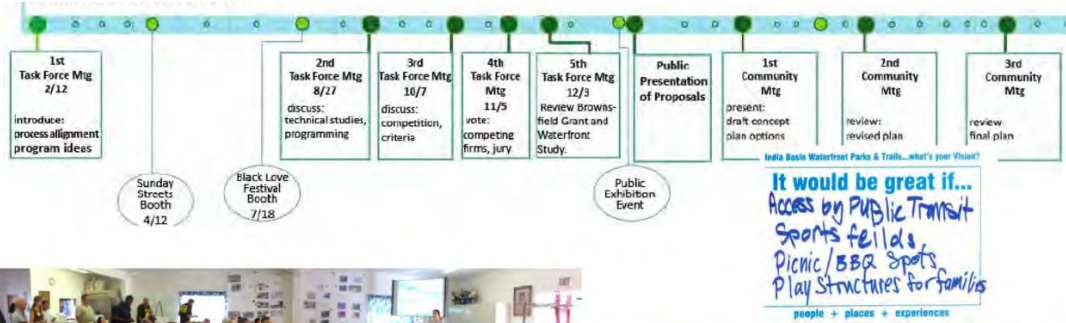 1st
Task Force Mtg
2/12
introduce:
process allignment
program ideas
Sunday
Streets
Booth
4/12
Black Love
Festival
Booth
7/18
2nd
Task Force Mtg
8/27
discuss:
technical studies,
programming
3rd
Task Force Mtg
10/7
discuss:
competition,
criteria
4th
Task Force
Mtg
11/5
vote:
competing
firms, jury
5th
Task Force Mtg
12/3
Review Browns-
field Grant and
Waterfront
Study.
Public
Exhibition
Event
Public
Presentation
of Proposals
1st
Community
Mtg
present:
draft concept
plan options
2nd
Community
Mtg
review:
revised plan
3rd
Community
Mtg
review
final plan
India Basin Waterfront Parks & Trails...what's your Vision?
It would be great if...
Access by Public Transit
Sports feilds,
Picnic/BBQ Spots
Play Structures for families
people + places + experiences